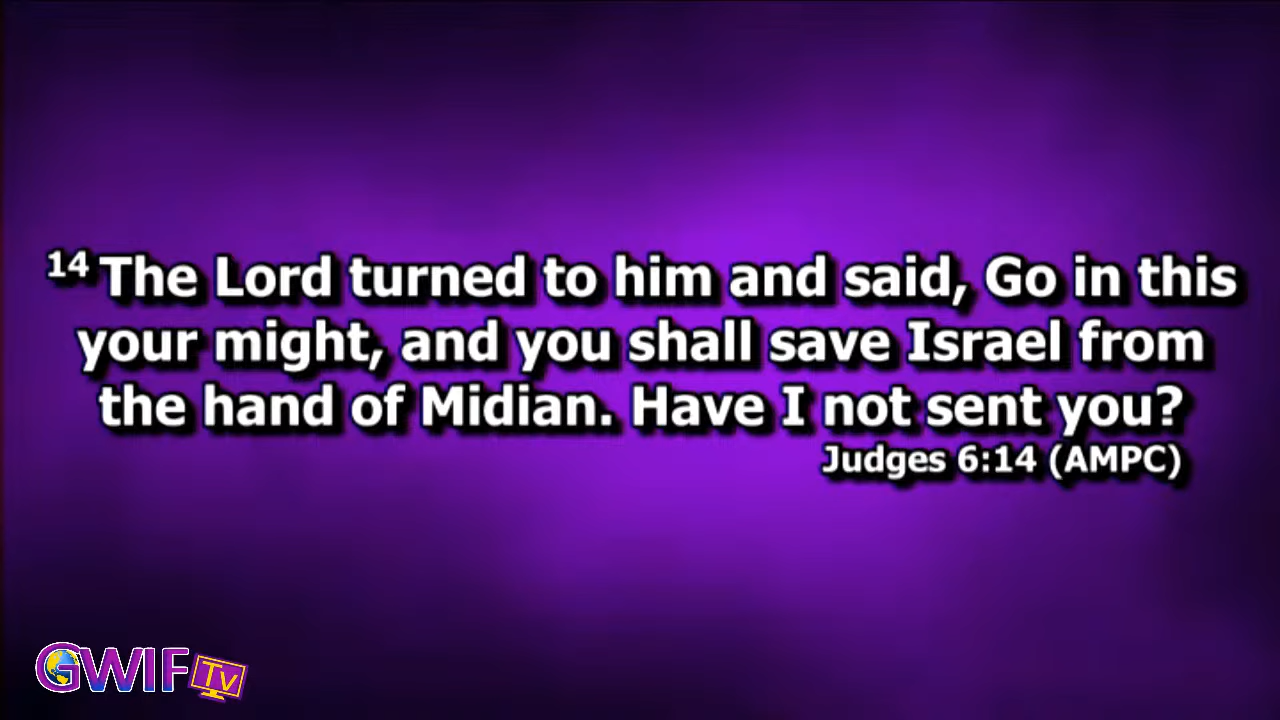 14 The Lord turned to him and said, Go in this
your might, and you shall save Israel from
the hand of Midian. Have I not sent you?
Judges 6:14 (AMPC)
GWIF TV